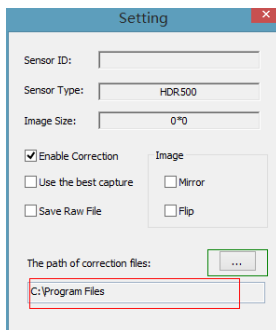 Setting
Sensor ID:
Sensor Type: HDR500
Image Size: 0*0
Enable Correction Image
Use the best capture Mirror
Save Raw File Flip
The path of correction files: ...
C:\Program Files